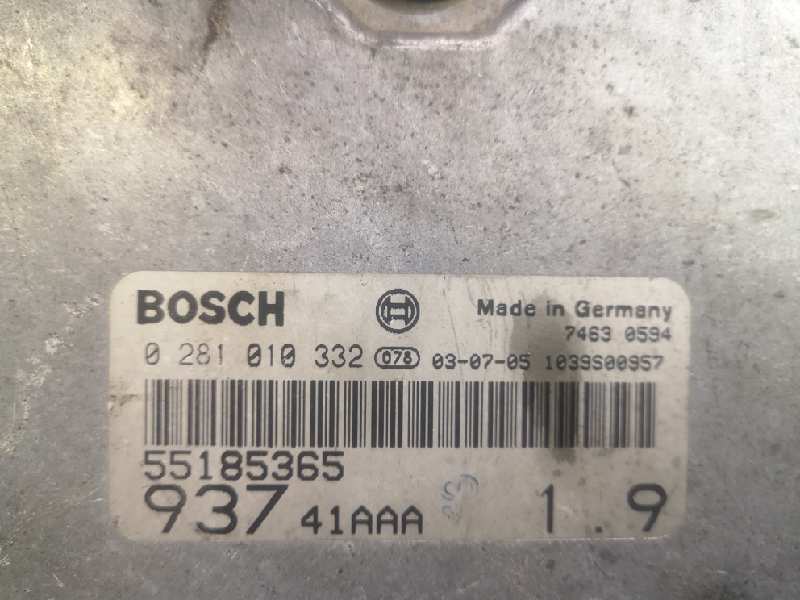 BOSCH Made in Germany
7463 0594
0 281 010 332 078 03-07-05 1039S00957
55185365
937 41AAA 1.9